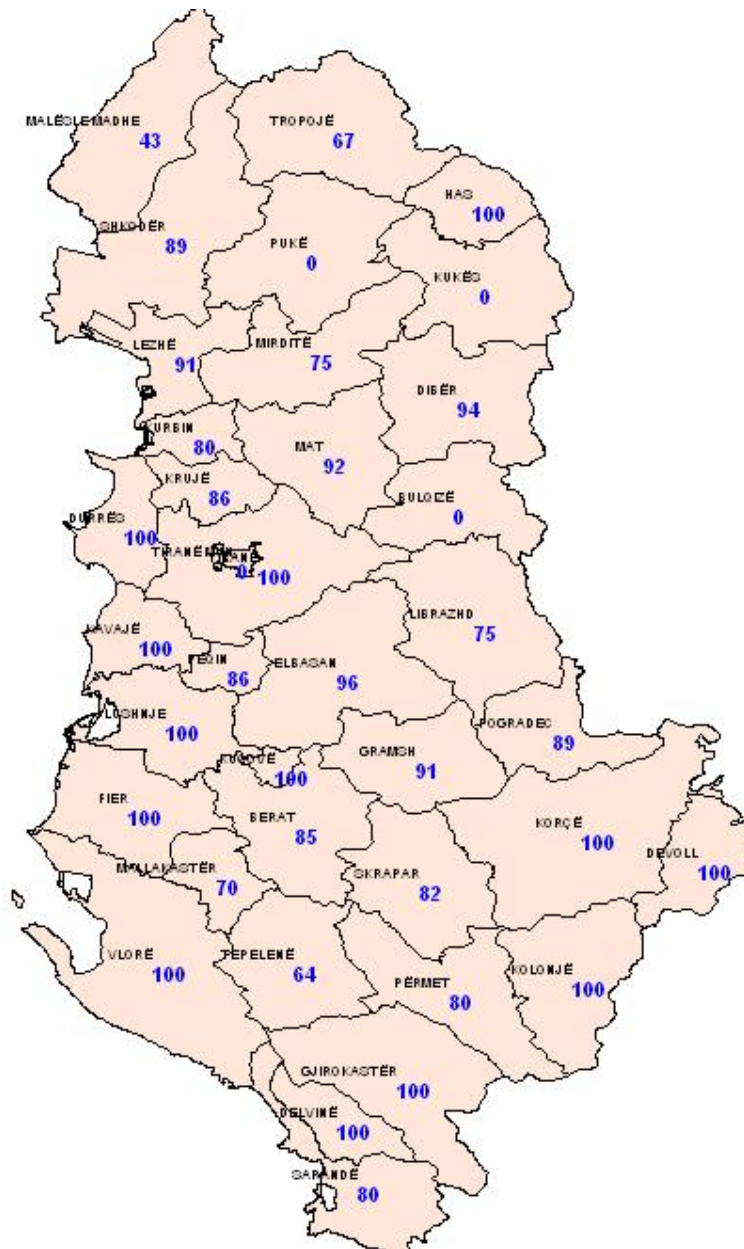 MALËSI E MADHE
43
TROPOJË
67
HAS
100
SHKODËR
89
PUKË
0
KUKËS
0
LEZHË
91
MIRDITË
75
DIBËR
94
KURBIN
80
MAT
92
KRUJË
86
BULQIZË
0
DURRËS
100
0
100
LIBRAZHD
75
KAVAJË
100
PEQIN
86
ELBASAN
96
LUSHNJE
100
POGRADEC
89
KUÇOVË
100
GRAMSH
91
FIER
100
BERAT
85
KORÇË
100
DEVOLL
100
MALLAKASTËR
70
SKRAPAR
82
VLORË
100
TEPELENË
64
PËRMET
80
KOLONJË
100
GJIROKASTËR
100
DELVINË
100
SARANDË
80